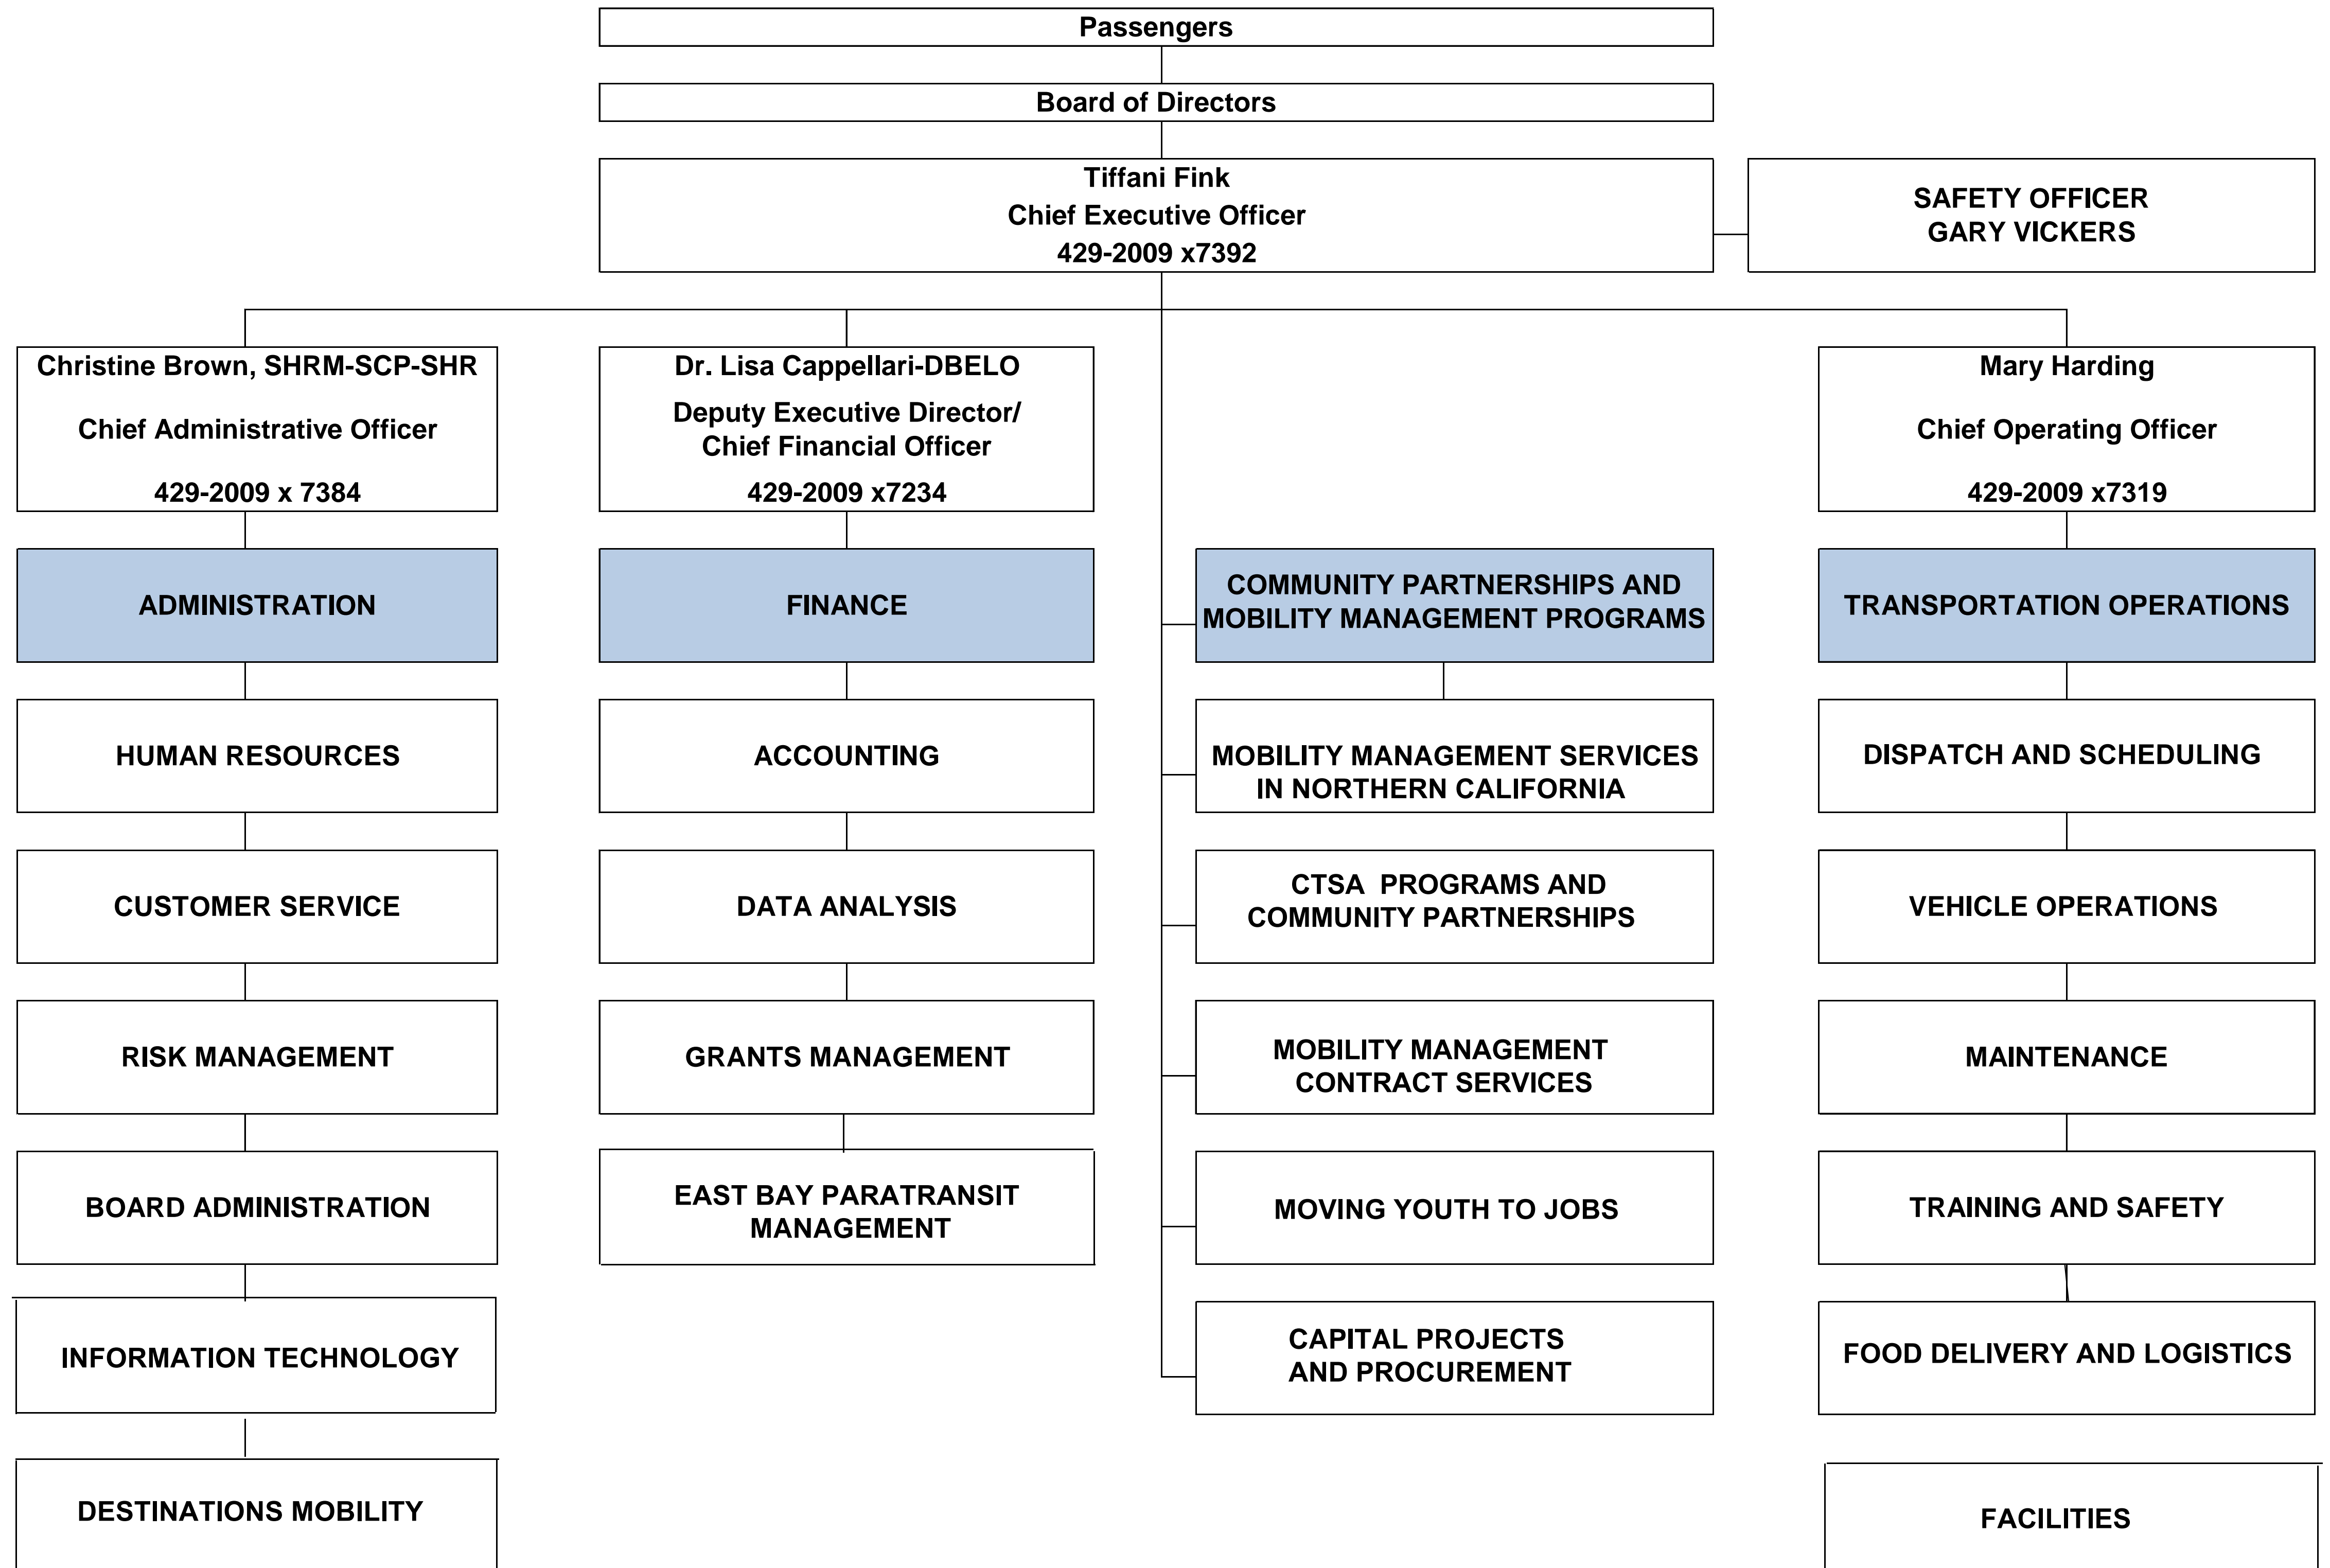 Passengers
Board of Directors
Tiffani Fink
Chief Executive Officer
429-2009 x7392
SAFETY OFFICER
GARY VICKERS
Christine Brown, SHRM-SCP-SHR
Chief Administrative Officer
429-2009 x 7384
Dr. Lisa Cappellari-DBELO
Deputy Executive Director/
Chief Financial Officer
429-2009 x7234
Mary Harding
Chief Operating Officer
429-2009 x7319
ADMINISTRATION
HUMAN RESOURCES
CUSTOMER SERVICE
RISK MANAGEMENT
BOARD ADMINISTRATION
INFORMATION TECHNOLOGY
DESTINATIONS MOBILITY
FINANCE
ACCOUNTING
DATA ANALYSIS
GRANTS MANAGEMENT
EAST BAY PARATRANSIT
MANAGEMENT
COMMUNITY PARTNERSHIPS AND
MOBILITY MANAGEMENT PROGRAMS
MOBILITY MANAGEMENT SERVICES
IN NORTHERN CALIFORNIA
CTSA PROGRAMS AND
COMMUNITY PARTNERSHIPS
MOBILITY MANAGEMENT
CONTRACT SERVICES
MOVING YOUTH TO JOBS
CAPITAL PROJECTS
AND PROCUREMENT
TRANSPORTATION OPERATIONS
DISPATCH AND SCHEDULING
VEHICLE OPERATIONS
MAINTENANCE
TRAINING AND SAFETY
FOOD DELIVERY AND LOGISTICS
FACILITIES